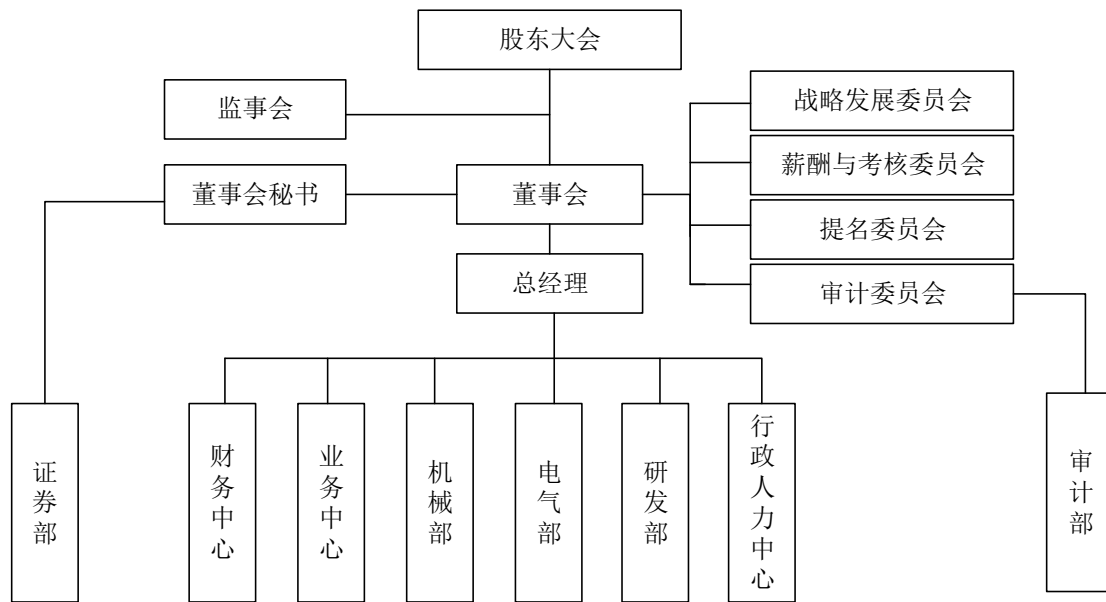 股东大会
监事会
战略发展委员会
薪酬与考核委员会
董事会秘书
董事会
提名委员会
总经理
审计委员会
证券部
财务中心
业务中心
机械部
电气部
研发部
行政人力中心
审计部